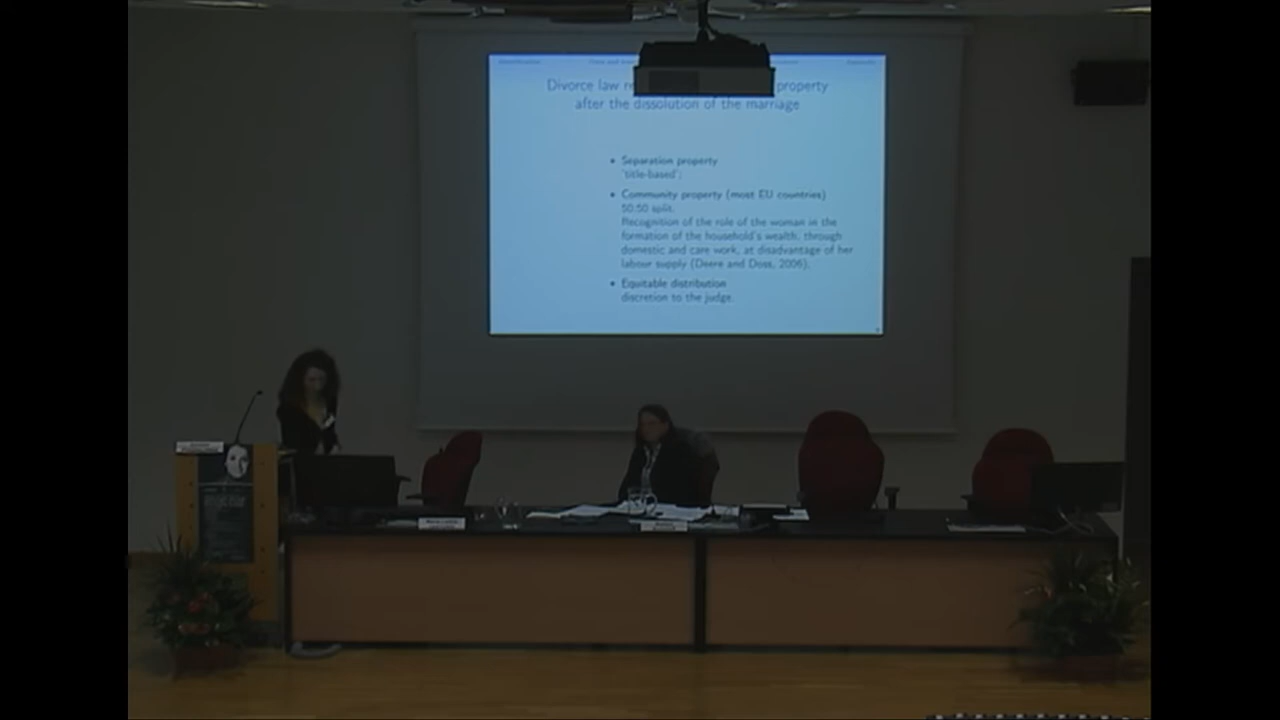 Divorce law property
after the dissolution of the marriage
• Separation property
'title-based';
• Community property (most EU countries)
50:50 split.
Recognition of the role of the woman in the
formation of the household's wealth, through
domestic and care work, at disadvantage of her
labour supply (Deere and Doss, 2006).
• Equitable distribution
discretion to the judge.